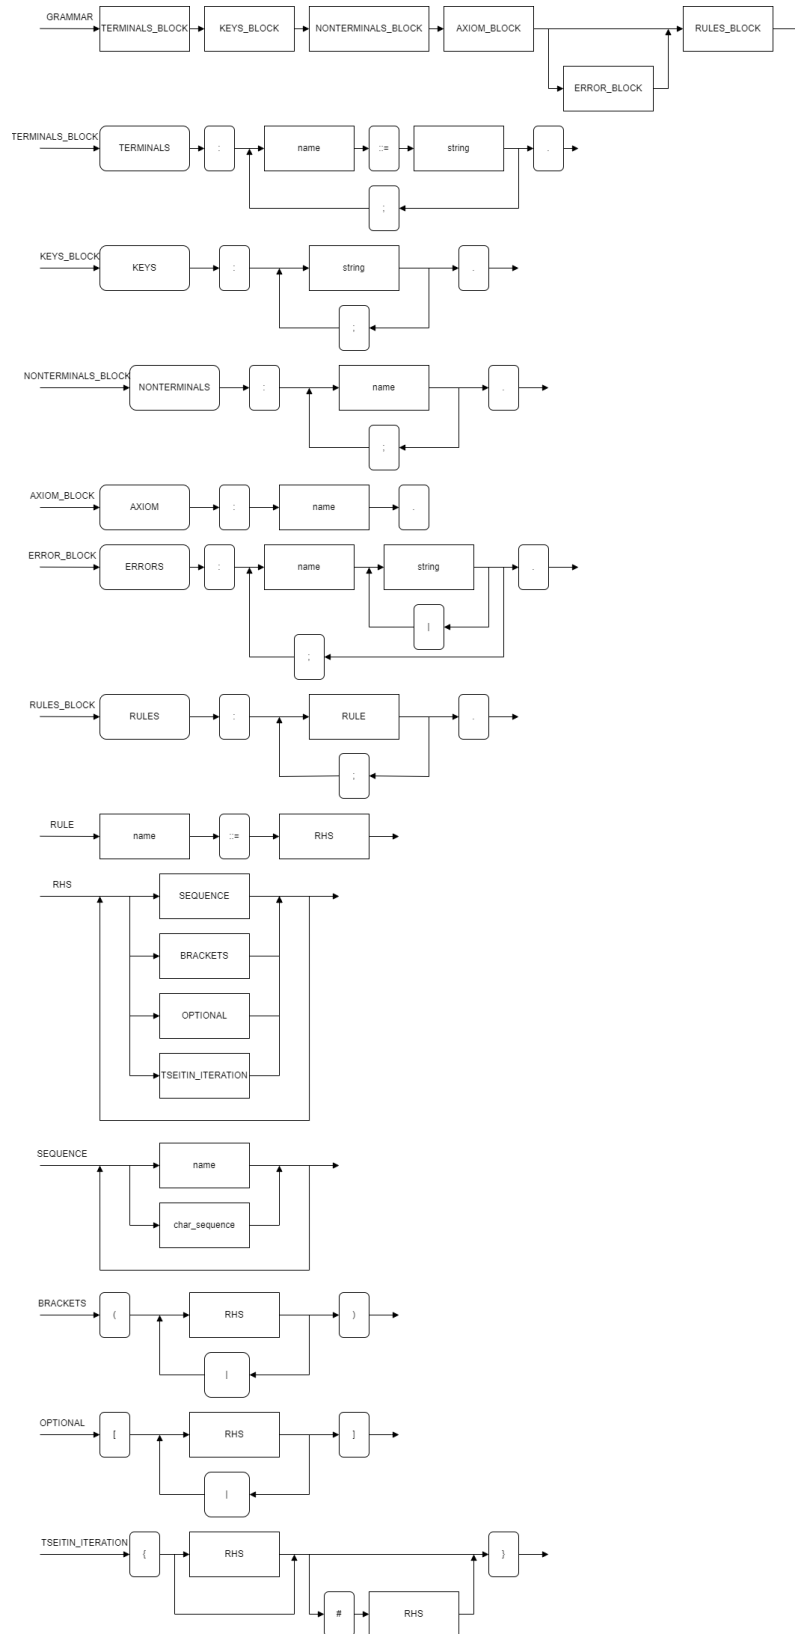 GRAMMAR
TERMINALS_BLOCK KEYS_BLOCK NONTERMINALS_BLOCK AXIOM_BLOCK RULES_BLOCK
ERROR_BLOCK
TERMINALS_BLOCK
TERMINALS : name ::= string .
;
KEYS_BLOCK
KEYS : string .
;
NONTERMINALS_BLOCK
NONTERMINALS : name .
;
AXIOM_BLOCK
AXIOM : name .
ERROR_BLOCK
ERRORS : name string .
|
;
RULES_BLOCK
RULES : RULE .
;
RULE
name ::= RHS
RHS
SEQUENCE
BRACKETS
OPTIONAL
TSEITIN_ITERATION
SEQUENCE
name
char_sequence
BRACKETS
( RHS )
|
OPTIONAL
[ RHS ]
|
TSEITIN_ITERATION
{ RHS }
# RHS